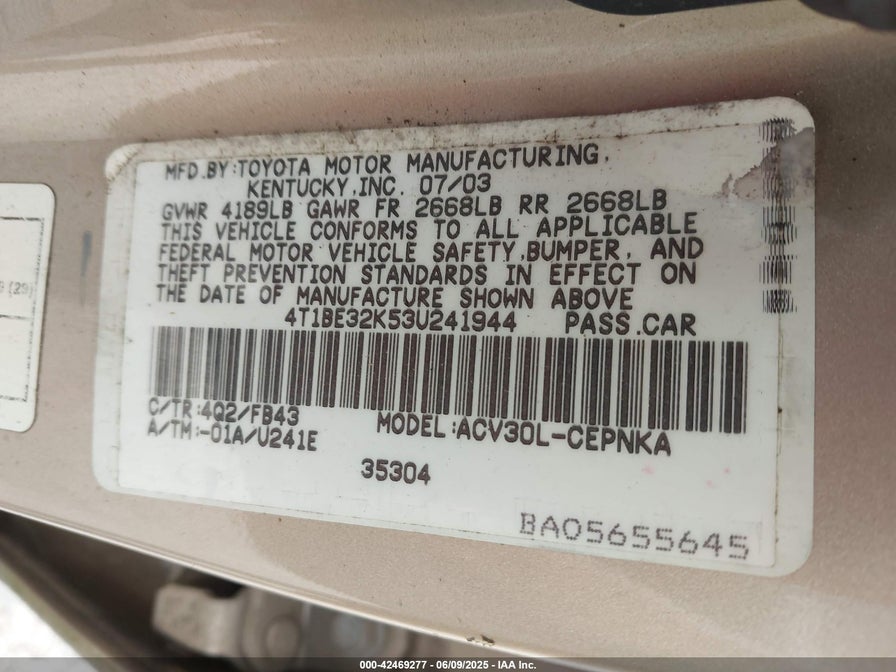 MFD.BY:TOYOTA MOTOR MANUFACTURING,
KENTUCKY,INC. 07/03
GVWR 4189LB GAWR FR 2668LB RR 2668LB
THIS VEHICLE CONFORMS TO ALL APPLICABLE
FEDERAL MOTOR VEHICLE SAFETY,BUMPER, AND
THEFT PREVENTION STANDARDS IN EFFECT ON
THE DATE OF MANUFACTURE SHOWN ABOVE
4T1BE32K53U241944 PASS.CAR
C/TR:4Q2/FB43
A/TM:-01A/U241E
MODEL:ACV30L-CEPNKA
35304
BA05655645
(29)
000-42469277 - 06/09/2025 - IAA Inc.